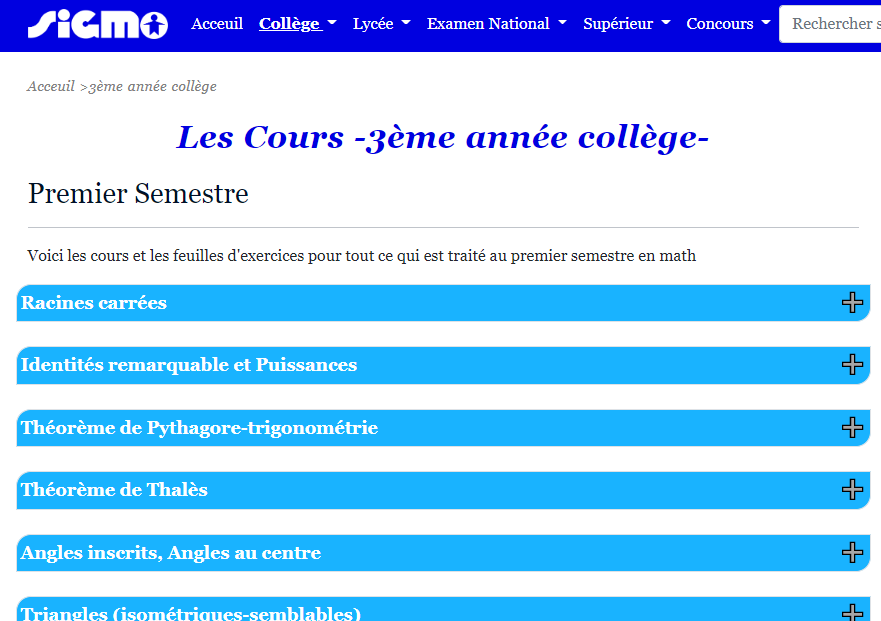 SIGMO Acceuil Collège Lycée Examen National Supérieur Concours Rechercher s
Acceuil >3ème année collège
Les Cours -3ème année collège-
Premier Semestre
Voici les cours et les feuilles d'exercices pour tout ce qui est traité au premier semestre en math
Racines carrées
Identités remarquable et Puissances
Théorème de Pythagore-trigonométrie
Théorème de Thalès
Angles inscrits, Angles au centre
Triangles (isométriques-semblables)